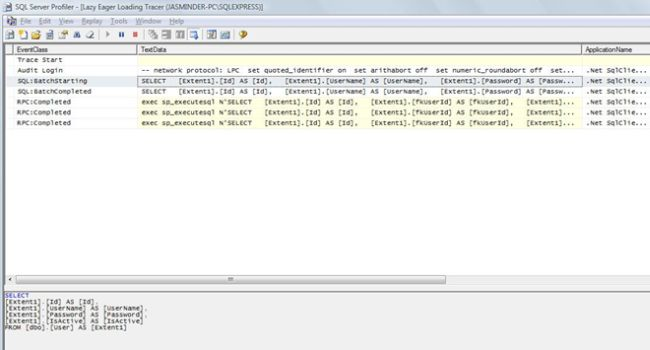 SQL Server Profiler - [Lazy Eager Loading Tracer (JASMINDER-PC\SQLEXPRESS)]
File Edit View Replay Tools Window Help
EventClass TextData ApplicationName
Trace Start
Audit Login -- network protocol: LPC set quoted_identifier on set arithabort off set numeric_roundabort off set... .Net SqlClie...
SQL:BatchStarting SELECT [Extent1].[Id] AS [Id], [Extent1].[UserName] AS [UserName], [Extent1].[Password] AS [Passw... .Net SqlClie...
SQL:BatchCompleted SELECT [Extent1].[Id] AS [Id], [Extent1].[UserName] AS [UserName], [Extent1].[Password] AS [Passw... .Net SqlClie...
RPC:Completed exec sp_executesql N'SELECT [Extent1].[Id] AS [Id], [Extent1].[fkUserId] AS [fkUserId], [Extent1]... .Net SqlClie...
RPC:Completed exec sp_executesql N'SELECT [Extent1].[Id] AS [Id], [Extent1].[fkUserId] AS [fkUserId], [Extent1]... .Net SqlClie...
RPC:Completed exec sp_executesql N'SELECT [Extent1].[Id] AS [Id], [Extent1].[fkUserId] AS [fkUserId], [Extent1]... .Net SqlClie...
SELECT
[Extent1].[Id] AS [Id],
[Extent1].[UserName] AS [UserName],
[Extent1].[Password] AS [Password],
[Extent1].[IsActive] AS [IsActive]
FROM [dbo].[User] AS [Extent1]